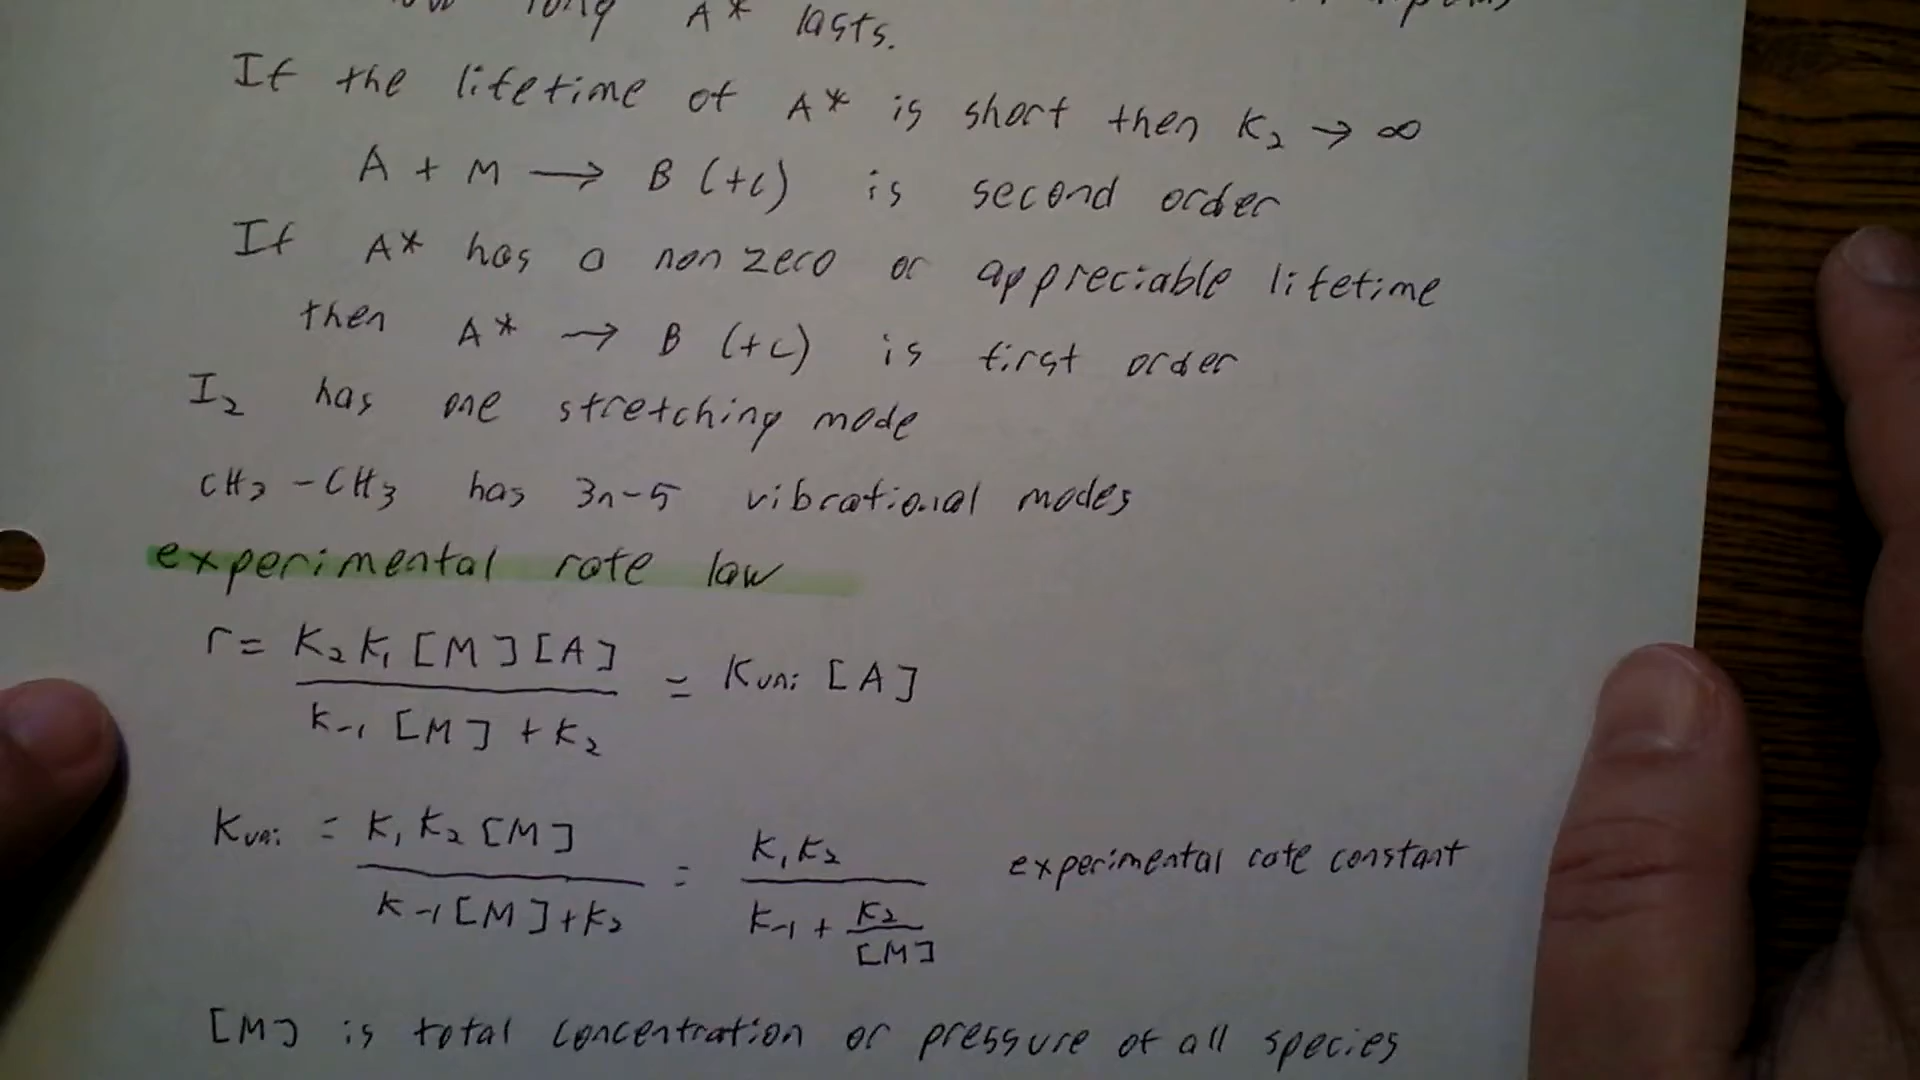 long A* lasts.
If the lifetime of A* is short then K₂ → ∞
A + M → B (+C) is second order
If A* has a non zero or appreciable lifetime
then A* → B (+C) is first order
I₂ has one stretching mode
CH₃ - CH₃ has 3n-5 vibrational modes
experimental rate law
r = K₂K₁[M][A] / K₋₁[M] + K₂ = Kuni [A]
Kuni = K₁K₂[M] / K₋₁[M]+K₂ = K₁K₂ / K₋₁ + K₂/[M] experimental rate constant
[M] is total concentration or pressure of all species